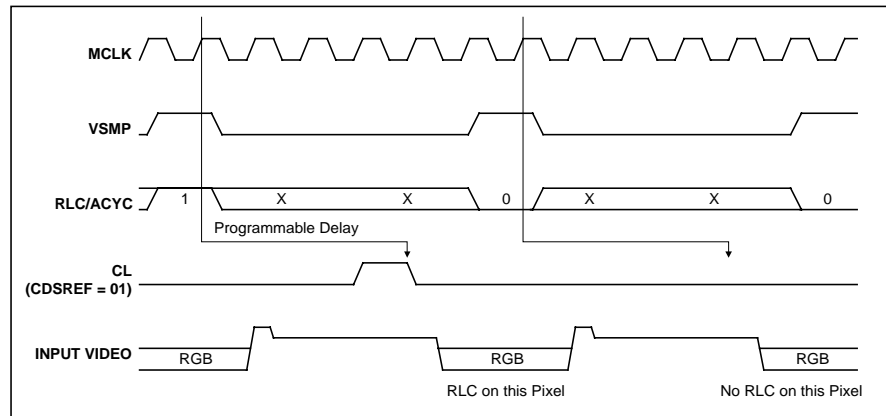 MCLK
VSMP
RLC/ACYC 1 X X 0 X X 0
Programmable Delay
CL
(CDSREF = 01)
INPUT VIDEO RGB RGB RGB
RLC on this Pixel No RLC on this Pixel